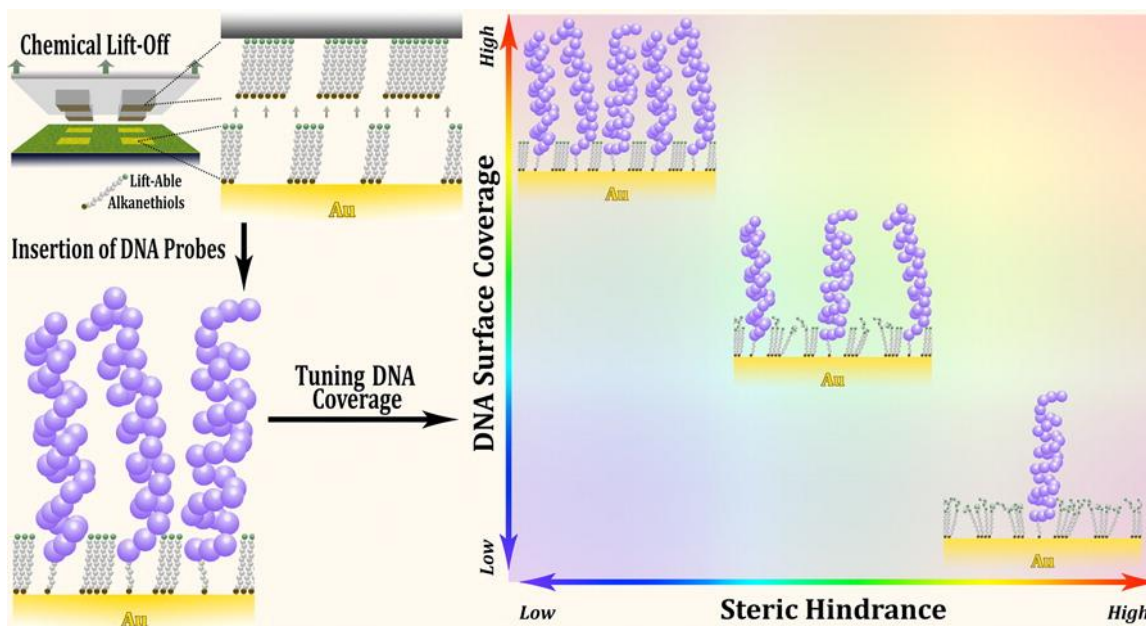 Chemical Lift-Off
Lift-Able
Alkanethiols
Au
Insertion of DNA Probes
Au
Tuning DNA
Coverage
DNA Surface Coverage
High
Low
Au
Au
Au
Low
Steric Hindrance
High